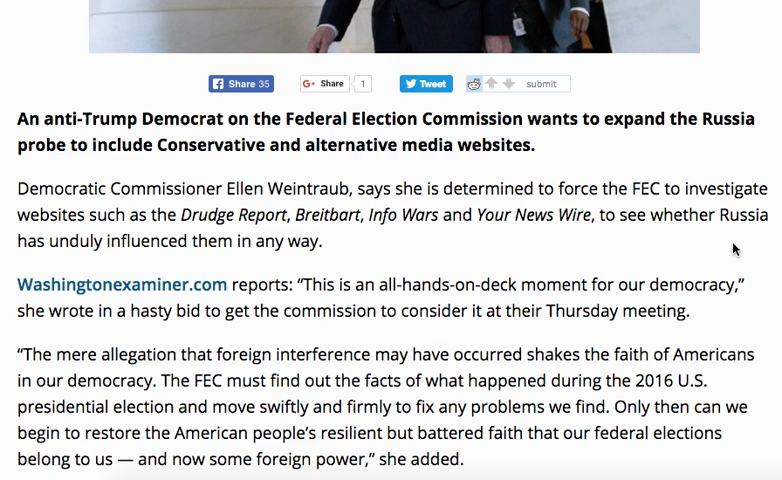 Share 35
Share 1
Tweet
submit
An anti-Trump Democrat on the Federal Election Commission wants to expand the Russia
probe to include Conservative and alternative media websites.
Democratic Commissioner Ellen Weintraub, says she is determined to force the FEC to investigate
websites such as the Drudge Report, Breitbart, Info Wars and Your News Wire, to see whether Russia
has unduly influenced them in any way.
Washingtonexaminer.com reports: “This is an all-hands-on-deck moment for our democracy,”
she wrote in a hasty bid to get the commission to consider it at their Thursday meeting.
“The mere allegation that foreign interference may have occurred shakes the faith of Americans
in our democracy. The FEC must find out the facts of what happened during the 2016 U.S.
presidential election and move swiftly and firmly to fix any problems we find. Only then can we
begin to restore the American people’s resilient but battered faith that our federal elections
belong to us — and now some foreign power,” she added.